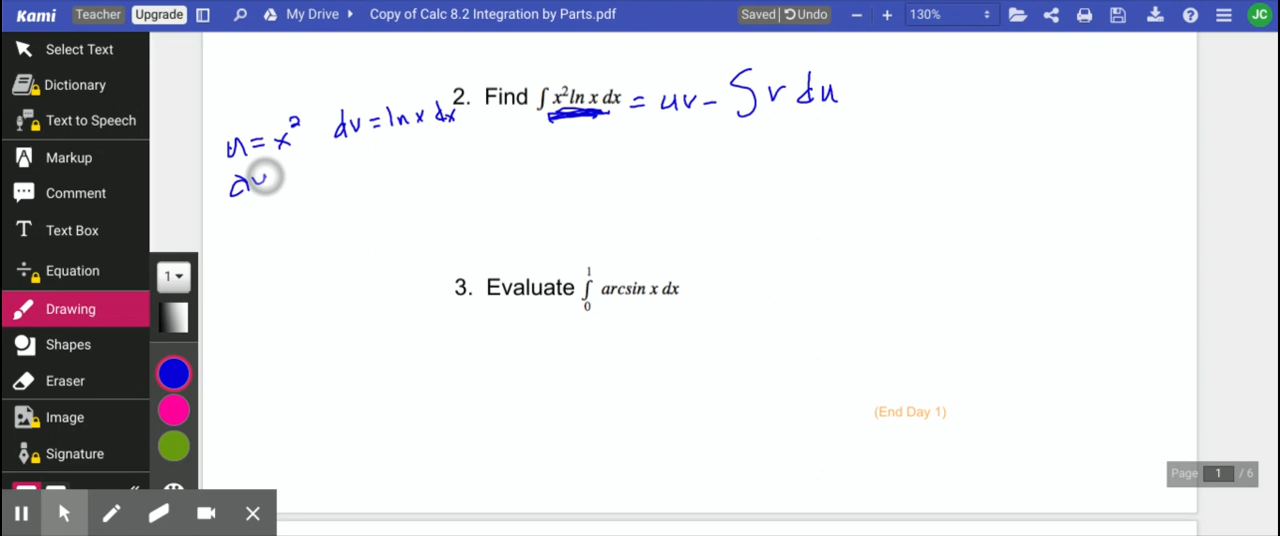 Kami Teacher Upgrade My Drive Copy of Calc 8.2 Integration by Parts.pdf Saved Undo 130% JC
Select Text
Dictionary
Text to Speech
Markup
Comment
Text Box
Equation
1
Drawing
Shapes
Eraser
Image
Signature
2. Find ∫ x² ln x dx = uv - ∫ v du
u = x² dv = ln x dx
3. Evaluate ∫₀¹ arcsin x dx
(End Day 1)
Page 1 / 6